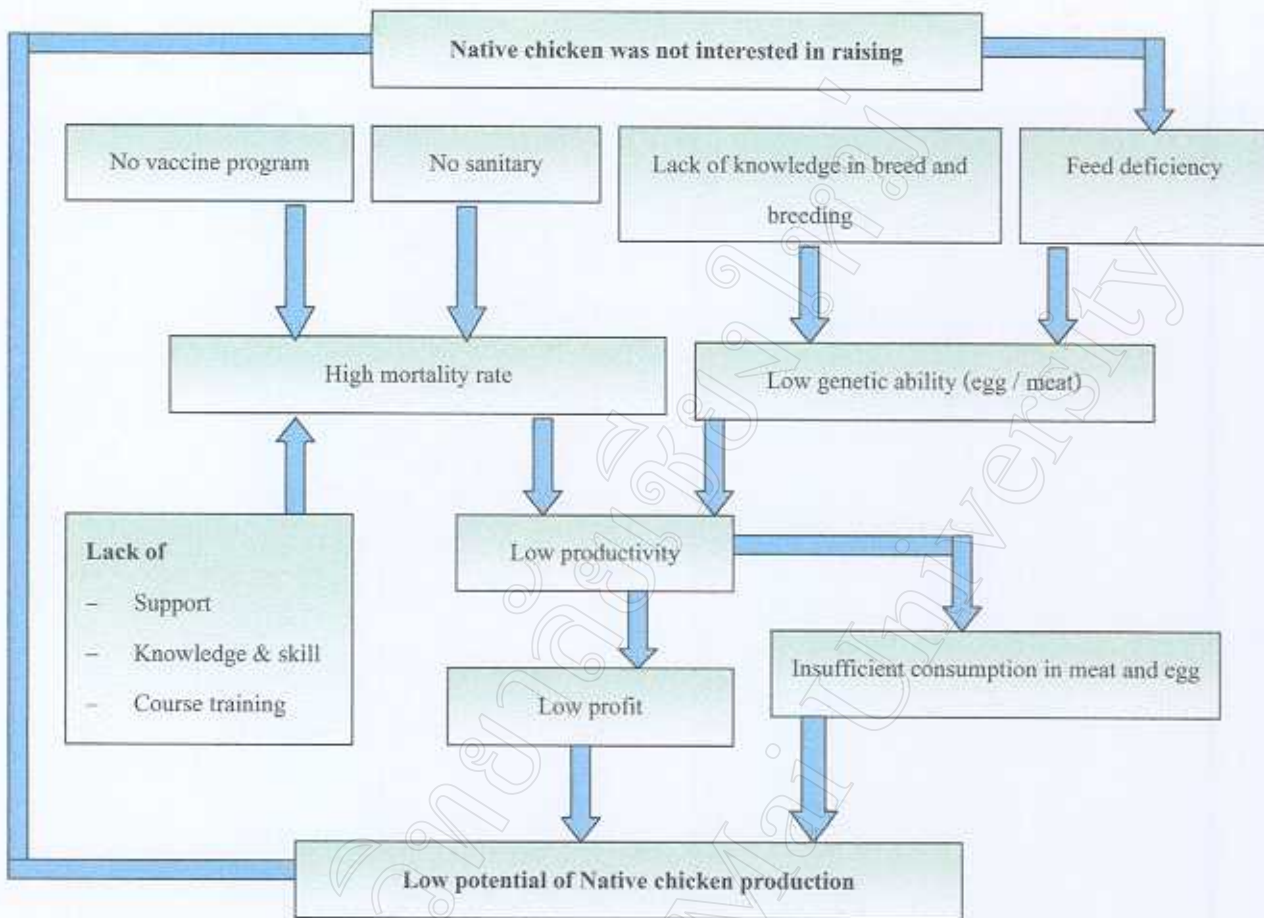 Native chicken was not interested in raising
No vaccine program
No sanitary
Lack of knowledge in breed and
breeding
Feed deficiency
High mortality rate
Low genetic ability (egg / meat)
Lack of
– Support
– Knowledge & skill
– Course training
Low productivity
Insufficient consumption in meat and egg
Low profit
Low potential of Native chicken production
Mai University